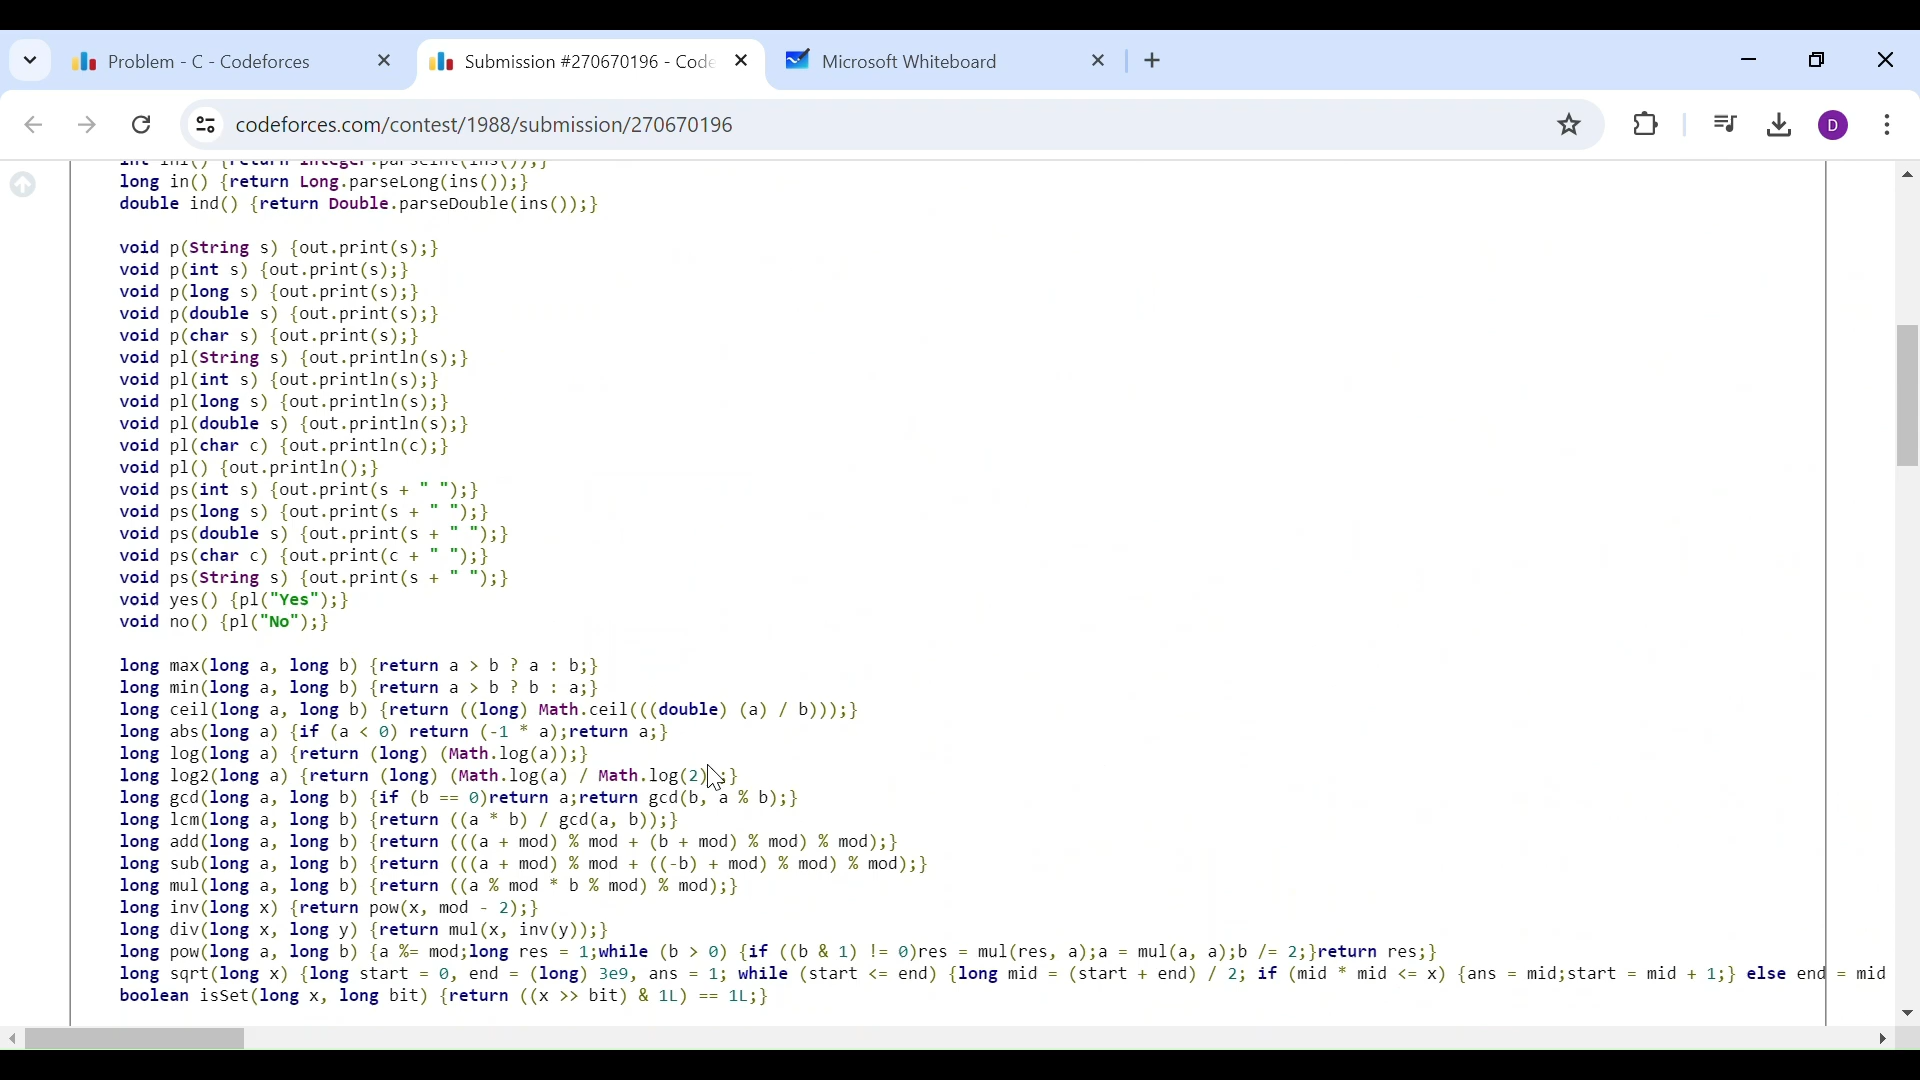 Problem - C - Codeforces
Submission #270670196 - Code
Microsoft Whiteboard
codeforces.com/contest/1988/submission/270670196
D
long in() {return Long.parseLong(ins());}
double ind() {return Double.parseDouble(ins());}
void p(String s) {out.print(s);}
void p(int s) {out.print(s);}
void p(long s) {out.print(s);}
void p(double s) {out.print(s);}
void p(char s) {out.print(s);}
void pl(String s) {out.println(s);}
void pl(int s) {out.println(s);}
void pl(long s) {out.println(s);}
void pl(double s) {out.println(s);}
void pl(char c) {out.println(c);}
void pl() {out.println();}
void ps(int s) {out.print(s + " ");}
void ps(long s) {out.print(s + " ");}
void ps(double s) {out.print(s + " ");}
void ps(char c) {out.print(c + " ");}
void ps(String s) {out.print(s + " ");}
void yes() {pl("Yes");}
void no() {pl("No");}
long max(long a, long b) {return a > b ? a : b;}
long min(long a, long b) {return a > b ? b : a;}
long ceil(long a, long b) {return ((long) Math.ceil(((double) (a) / b)));}
long abs(long a) {if (a < 0) return (-1 * a);return a;}
long log(long a) {return (long) (Math.log(a));}
long log2(long a) {return (long) (Math.log(a) / Math.log(2));}
long gcd(long a, long b) {if (b == 0)return a;return gcd(b, a % b);}
long lcm(long a, long b) {return ((a * b) / gcd(a, b));}
long add(long a, long b) {return (((a + mod) % mod + (b + mod) % mod) % mod);}
long sub(long a, long b) {return (((a + mod) % mod + ((-b) + mod) % mod) % mod);}
long mul(long a, long b) {return ((a % mod * b % mod) % mod);}
long inv(long x) {return pow(x, mod - 2);}
long div(long x, long y) {return mul(x, inv(y));}
long pow(long a, long b) {a %= mod;long res = 1;while (b > 0) {if ((b & 1) != 0)res = mul(res, a);a = mul(a, a);b /= 2;}return res;}
long sqrt(long x) {long start = 0, end = (long) 3e9, ans = 1; while (start <= end) {long mid = (start + end) / 2; if (mid * mid <= x) {ans = mid;start = mid + 1;} else end = mid
boolean isSet(long x, long bit) {return ((x >> bit) & 1L) == 1L;}